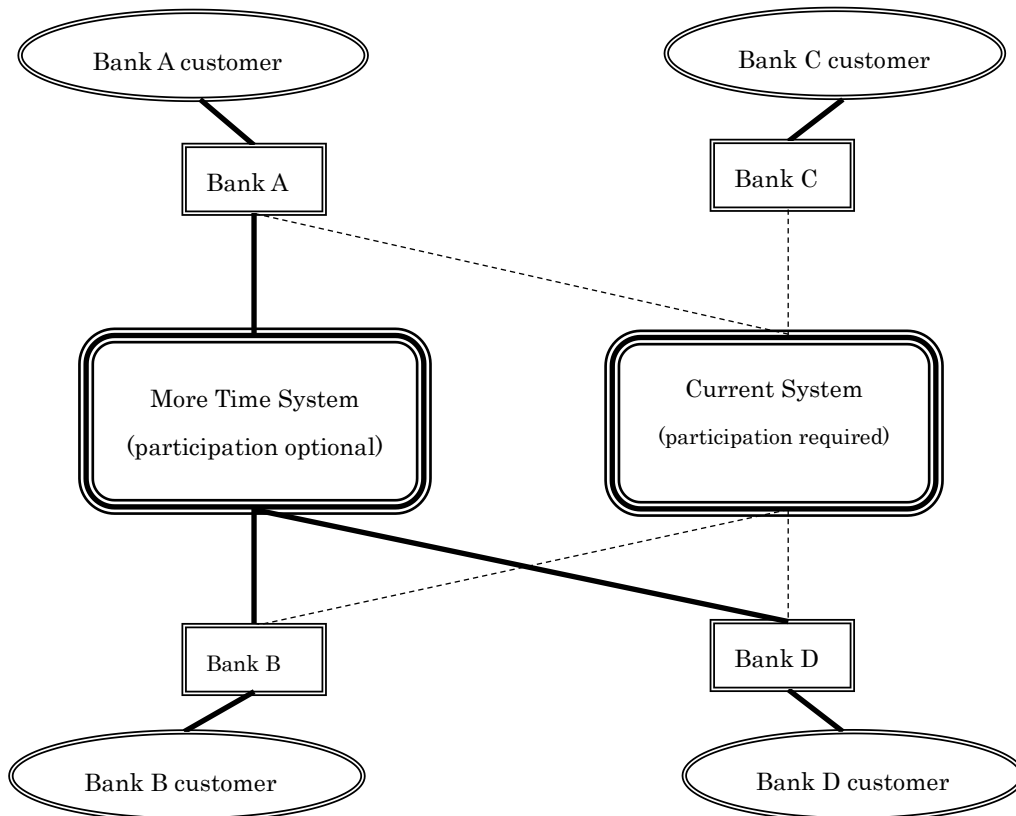 Bank A customer
Bank C customer
Bank A
Bank C
More Time System
(participation optional)
Current System
(participation required)
Bank B
Bank D
Bank B customer
Bank D customer